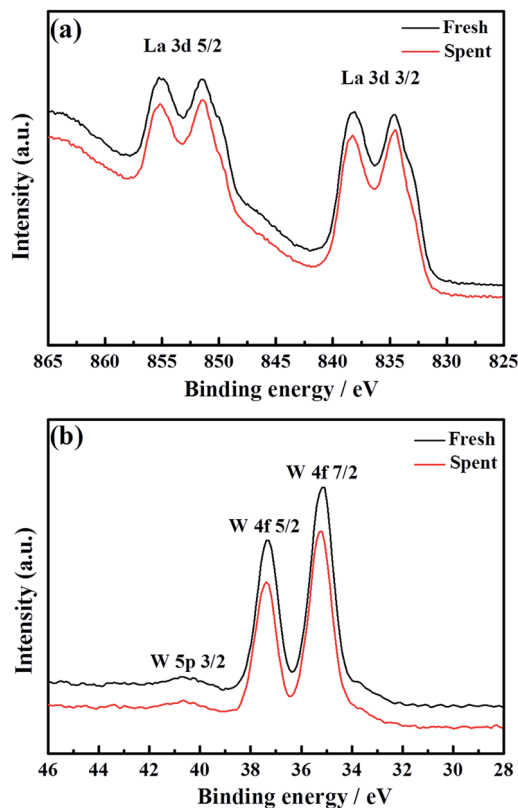 (a)
La 3d 5/2
La 3d 3/2
Fresh
Spent
Intensity (a.u.)
865 860 855 850 845 840 835 830 825
Binding energy / eV
(b)
W 4f 7/2
W 4f 5/2
W 5p 3/2
Fresh
Spent
Intensity (a.u.)
46 44 42 40 38 36 34 32 30 28
Binding energy / eV